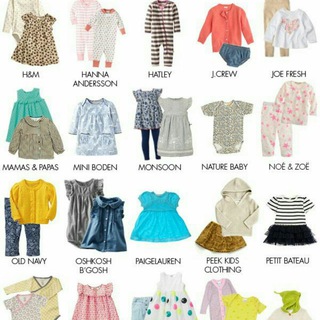 H&M
HANNA
ANDERSSON
HATLEY
J.CREW
JOE FRESH
MAMAS & PAPAS
MINI BODEN
MONSOON
NATURE BABY
NOÉ & ZOË
OLD NAVY
OSHKOSH
B'GOSH
PAIGELAUREN
PEEK KIDS
CLOTHING
PETIT BATEAU